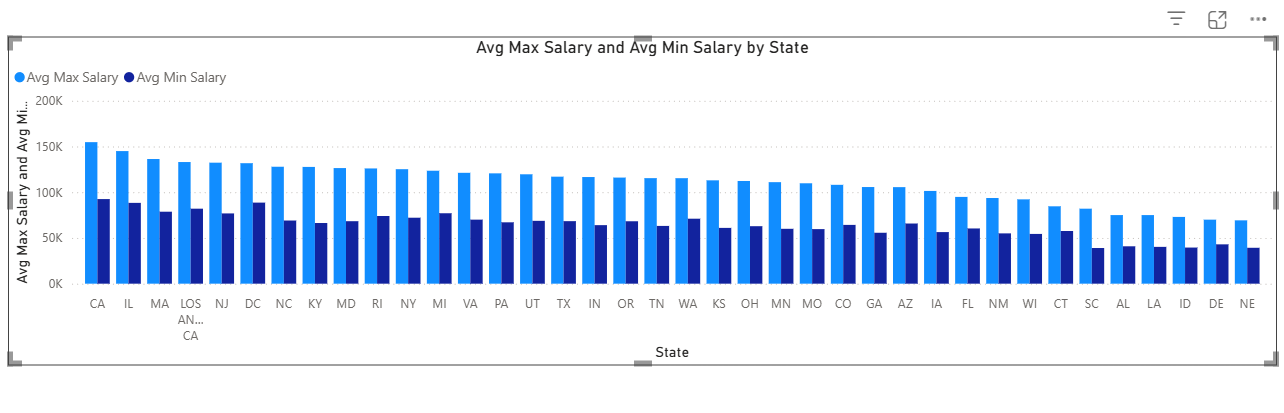 Avg Max Salary and Avg Min Salary by State
Avg Max Salary Avg Min Salary
Avg Max Salary and Avg Mi...
200K
150K
100K
50K
0K
CA IL MA LOS AN... CA NJ DC NC KY MD RI NY MI VA PA UT TX IN OR TN WA KS OH MN MO CO GA AZ IA FL NM WI CT SC AL LA ID DE NE
State